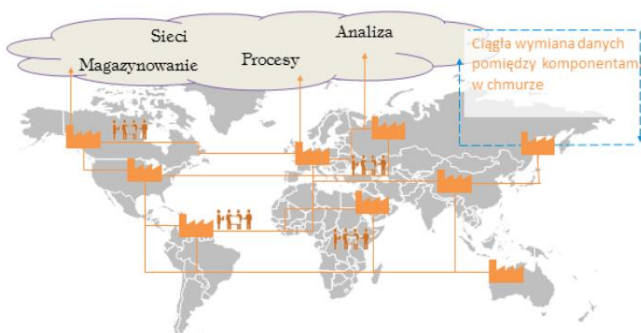 Sieci
Analiza
Magazynowanie
Procesy
Ciągła wymiana danych
pomiędzy komponentam
w chmurze